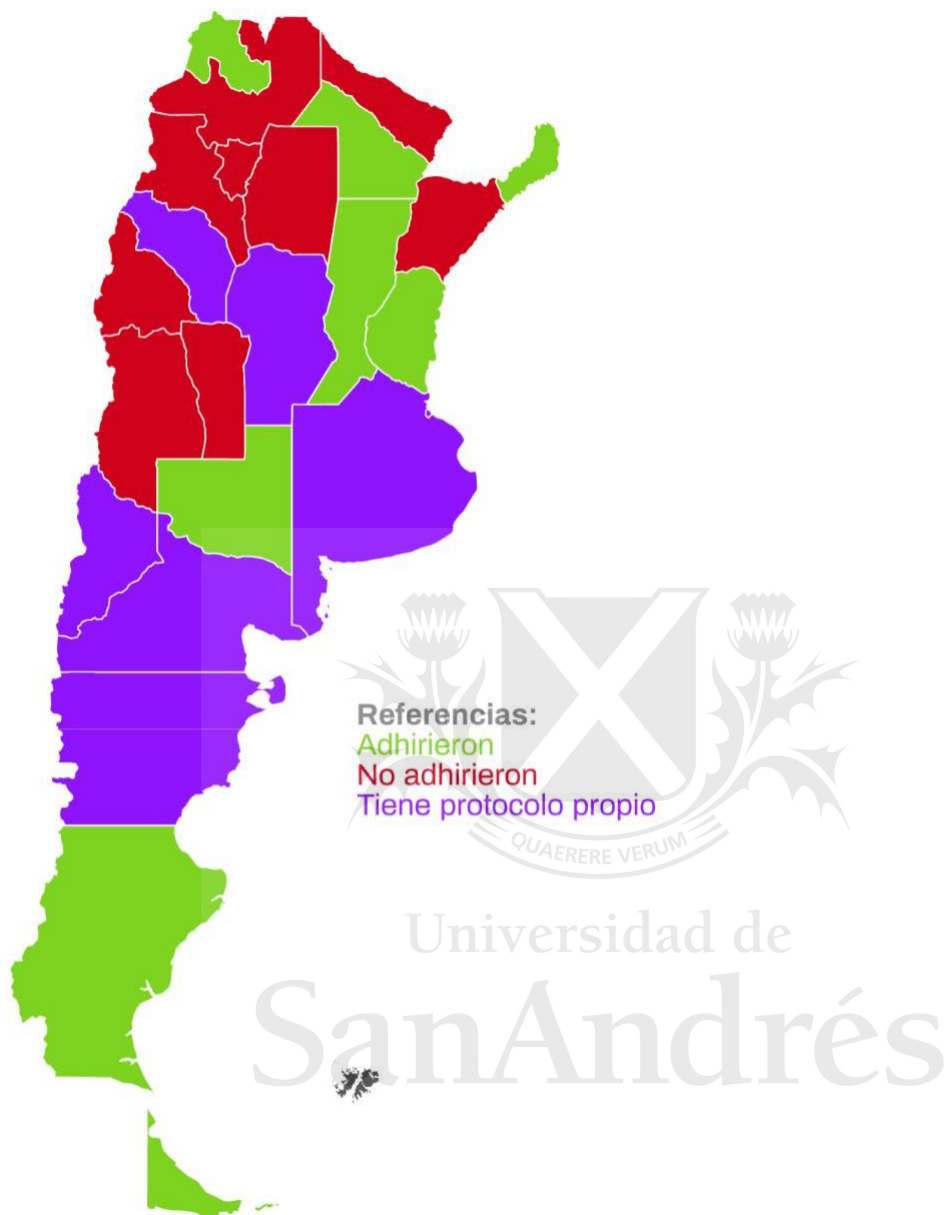 Referencias:
Adhirieron
No adhirieron
Tiene protocolo propio
QUAERERE VERUM
Universidad de
SanAndrés